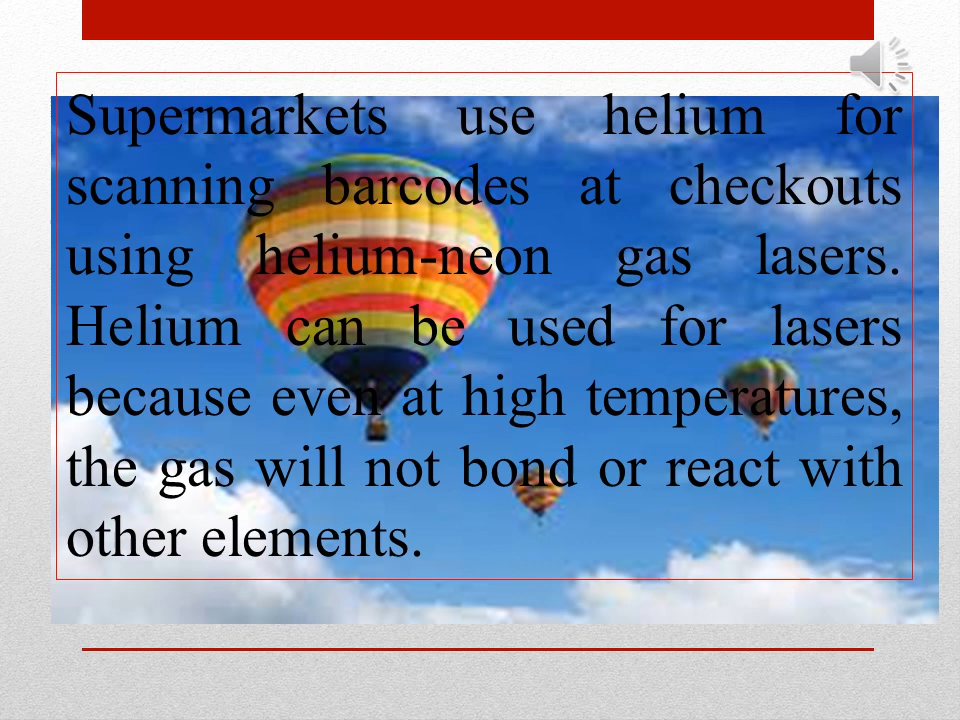 Supermarkets use helium for
scanning barcodes at checkouts
using helium-neon gas lasers.
Helium can be used for lasers
because even at high temperatures,
the gas will not bond or react with
other elements.